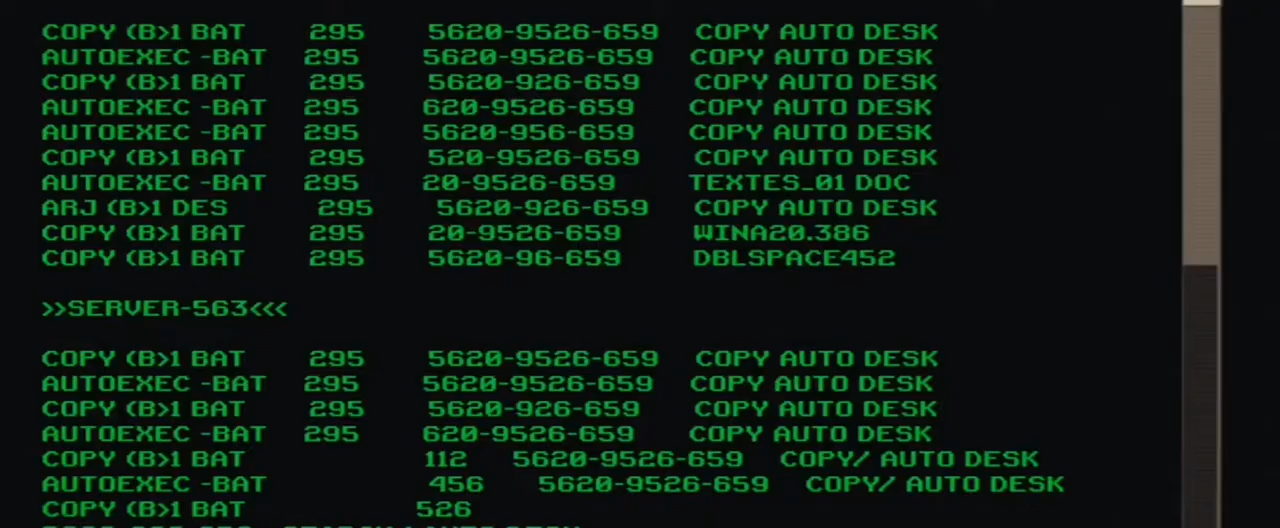 COPY (B>1 BAT 295 5620-9526-659 COPY AUTO DESK
AUTOEXEC -BAT 295 5620-9526-659 COPY AUTO DESK
COPY (B>1 BAT 295 5620-926-659 COPY AUTO DESK
AUTOEXEC -BAT 295 620-9526-659 COPY AUTO DESK
AUTOEXEC -BAT 295 5620-956-659 COPY AUTO DESK
COPY (B>1 BAT 295 520-9526-659 COPY AUTO DESK
AUTOEXEC -BAT 295 20-9526-659 TEXTES_01 DOC
ARJ (B>1 DES 295 5620-926-659 COPY AUTO DESK
COPY (B>1 BAT 295 20-9526-659 WINA20.386
COPY (B>1 BAT 295 5620-96-659 DBLSPACE452
>>SERVER-563<<<
COPY (B>1 BAT 295 5620-9526-659 COPY AUTO DESK
AUTOEXEC -BAT 295 5620-9526-659 COPY AUTO DESK
COPY (B>1 BAT 295 5620-926-659 COPY AUTO DESK
AUTOEXEC -BAT 295 620-9526-659 COPY AUTO DESK
COPY (B>1 BAT 112 5620-9526-659 COPY/ AUTO DESK
AUTOEXEC -BAT 456 5620-9526-659 COPY/ AUTO DESK
COPY (B>1 BAT 526